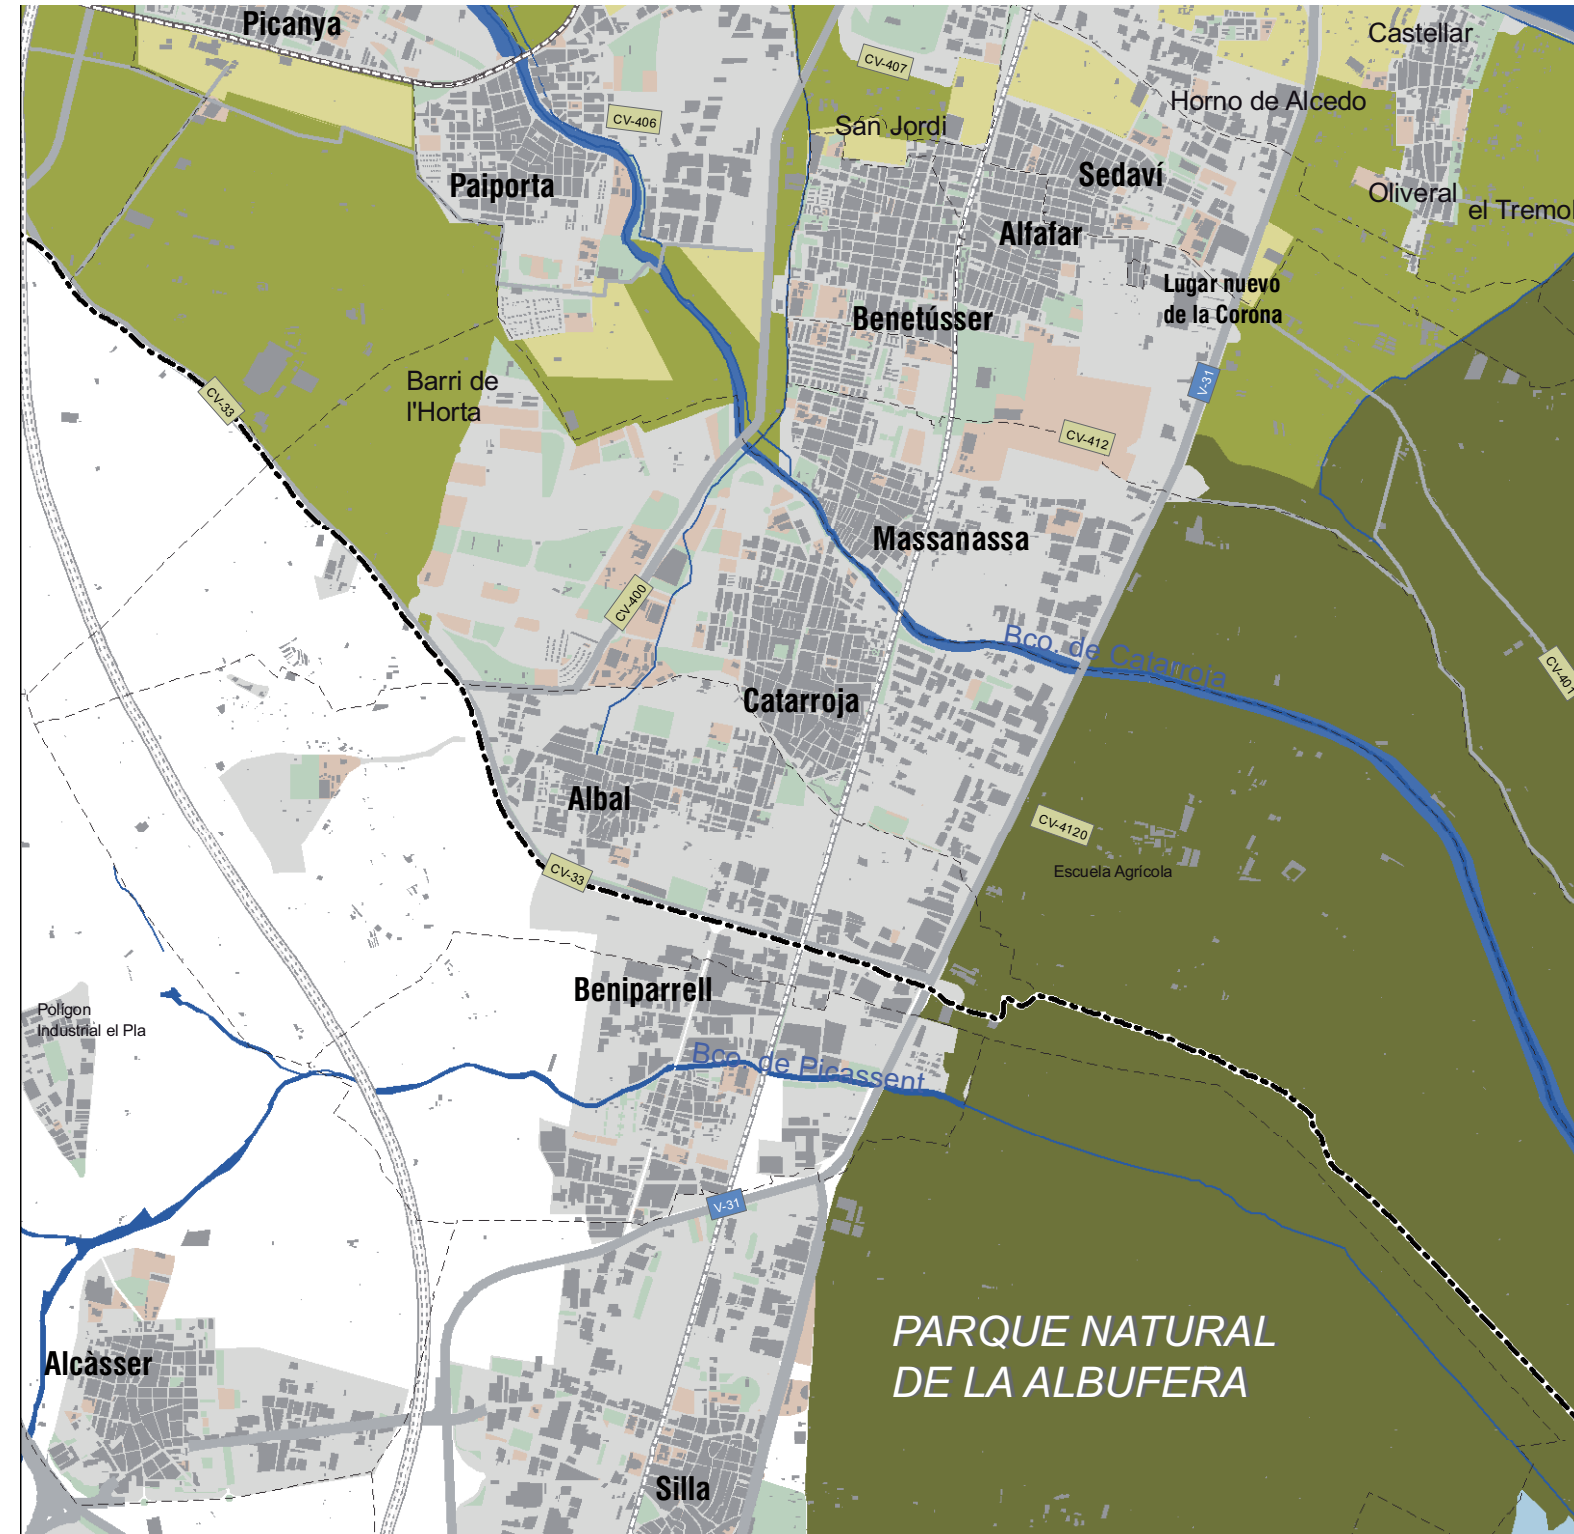 Picanya
Castellar
CV-407
Horno de Alcedo
CV-406
San Jordi
Sedaví
Paiporta
Oliveral
el Tremol
Alfafar
Lugar nuevo
de la Corona
Benetússer
Barri de
l'Horta
V-31
CV-33
CV-412
Massanassa
CV-400
Bco. de Catarroja
CV-401
Catarroja
Albal
CV-4120
Escuela Agrícola
CV-33
Beniparrell
Polígon
Industrial el Pla
Bco. de Picassent
V-31
PARQUE NATURAL
DE LA ALBUFERA
Alcàsser
Silla